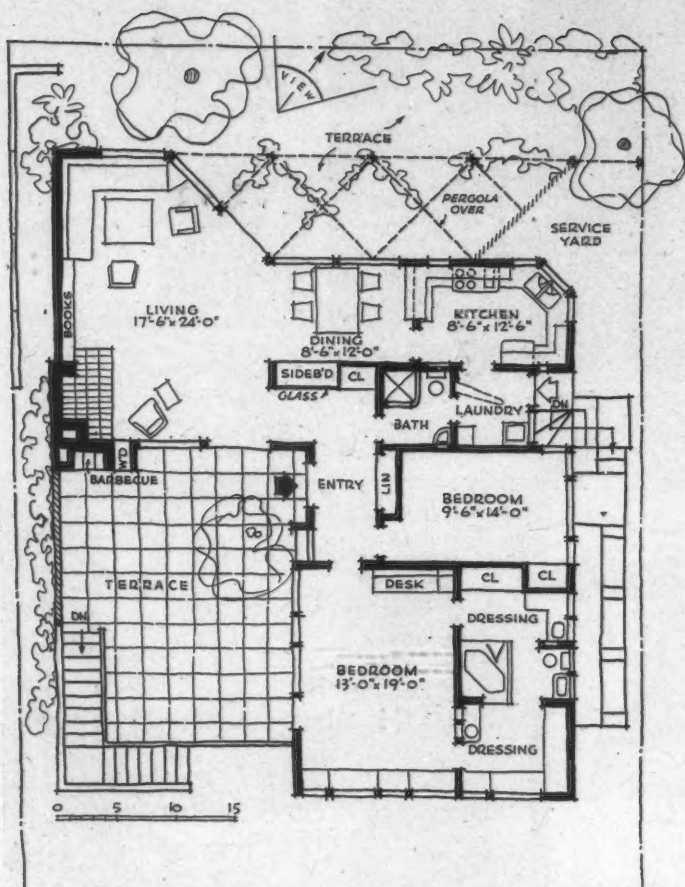 VIEW
TERRACE
PERGOLA
OVER
SERVICE
YARD
BOOKS
LIVING
17'-6"x24'-0"
DINING
8'-6"x12'-0"
KITCHEN
8'-6"x12'-6"
SIDEB'D
CL
GLASS
BATH
LAUNDRY
DN
W'D
BARBECUE
ENTRY
LIN
BEDROOM
9'-6"x14'-0"
TERRACE
DESK
CL
CL
DRESSING
DN
BEDROOM
13'-0"x19'-0"
DRESSING
0 5 10 15